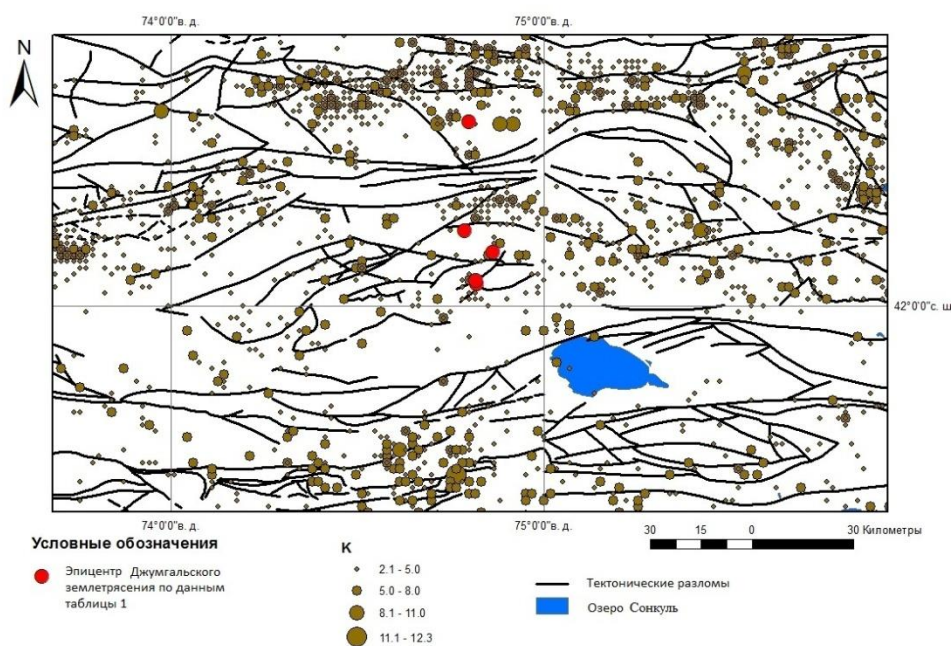 74°0'0"в. д.
75°0'0"в. д.
N
42°0'0"с. ш
74°0'0"в. д.
75°0'0"в. д.
30 15 0 30 Километры
Условные обозначения
Эпицентр Джумгальского
землетрясения по данным
таблицы 1
K
2.1 - 5.0
5.0 - 8.0
8.1 - 11.0
11.1 - 12.3
Тектонические разломы
Озеро Сонкуль